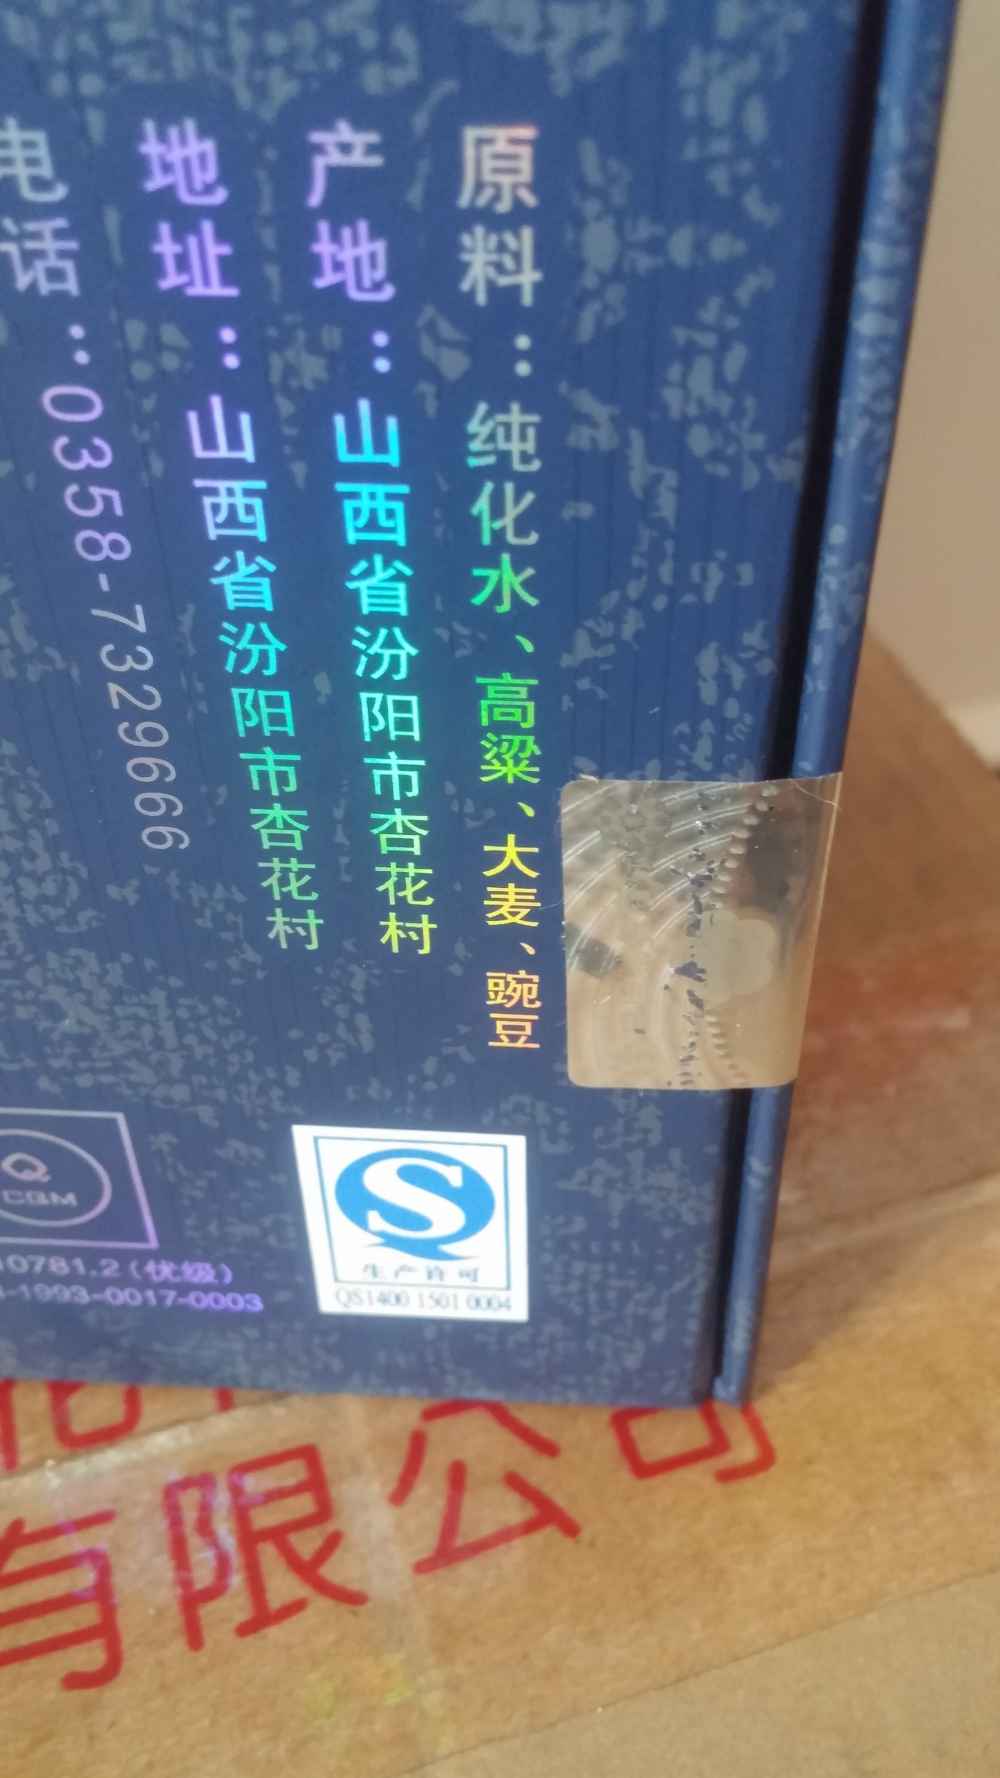 原料：纯化水、高粱、大麦、豌豆
产地：山西省汾阳市杏花村
地址：山西省汾阳市杏花村
电话：0358-7329666
Q
CGM
10781.2(优级)
-1993-0017-0003
S
生产许可
QS1400 1501 0004
有限公司